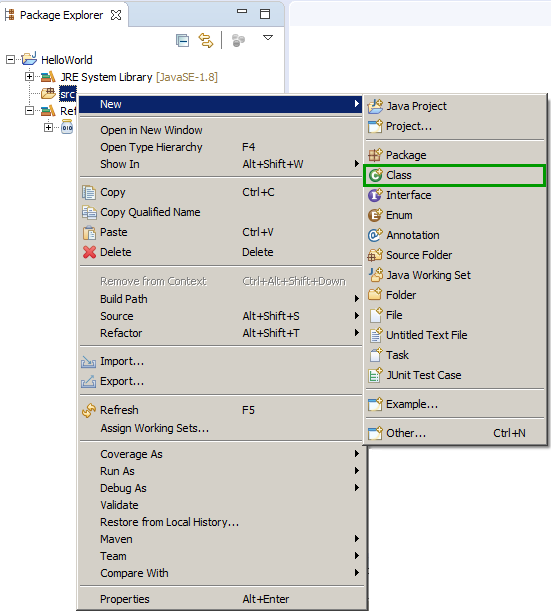 Package Explorer
HelloWorld
JRE System Library [JavaSE-1.8]
src
Ref
New
Open in New Window
Open Type Hierarchy F4
Show In Alt+Shift+W
Copy Ctrl+C
Copy Qualified Name
Paste Ctrl+V
Delete Delete
Remove from Context Ctrl+Alt+Shift+Down
Build Path
Source Alt+Shift+S
Refactor Alt+Shift+T
Import...
Export...
Refresh F5
Assign Working Sets...
Coverage As
Run As
Debug As
Validate
Restore from Local History...
Maven
Team
Compare With
Properties Alt+Enter
Java Project
Project...
Package
Class
Interface
Enum
Annotation
Source Folder
Java Working Set
Folder
File
Untitled Text File
Task
JUnit Test Case
Example...
Other... Ctrl+N